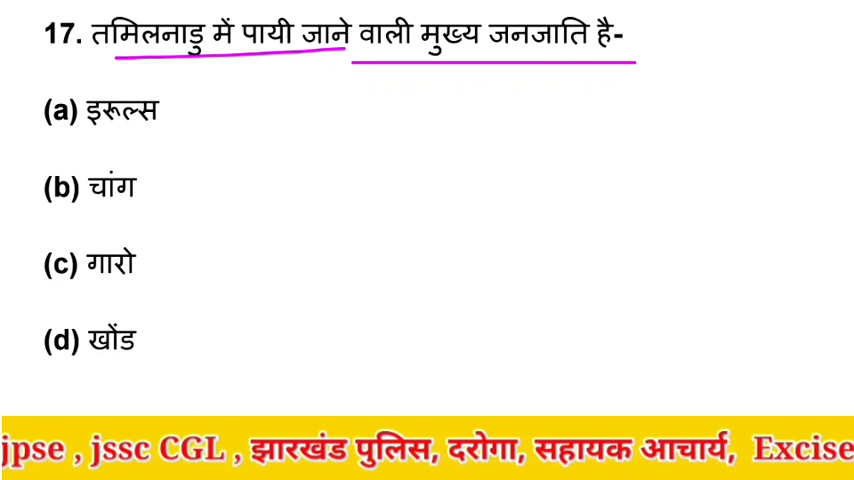 17. तमिलनाडु में पायी जाने वाली मुख्य जनजाति है-
(a) इरूल्स
(b) चांग
(c) गारो
(d) खोंड
jpse , jssc CGL , झारखंड पुलिस, दरोगा, सहायक आचार्य, Excise